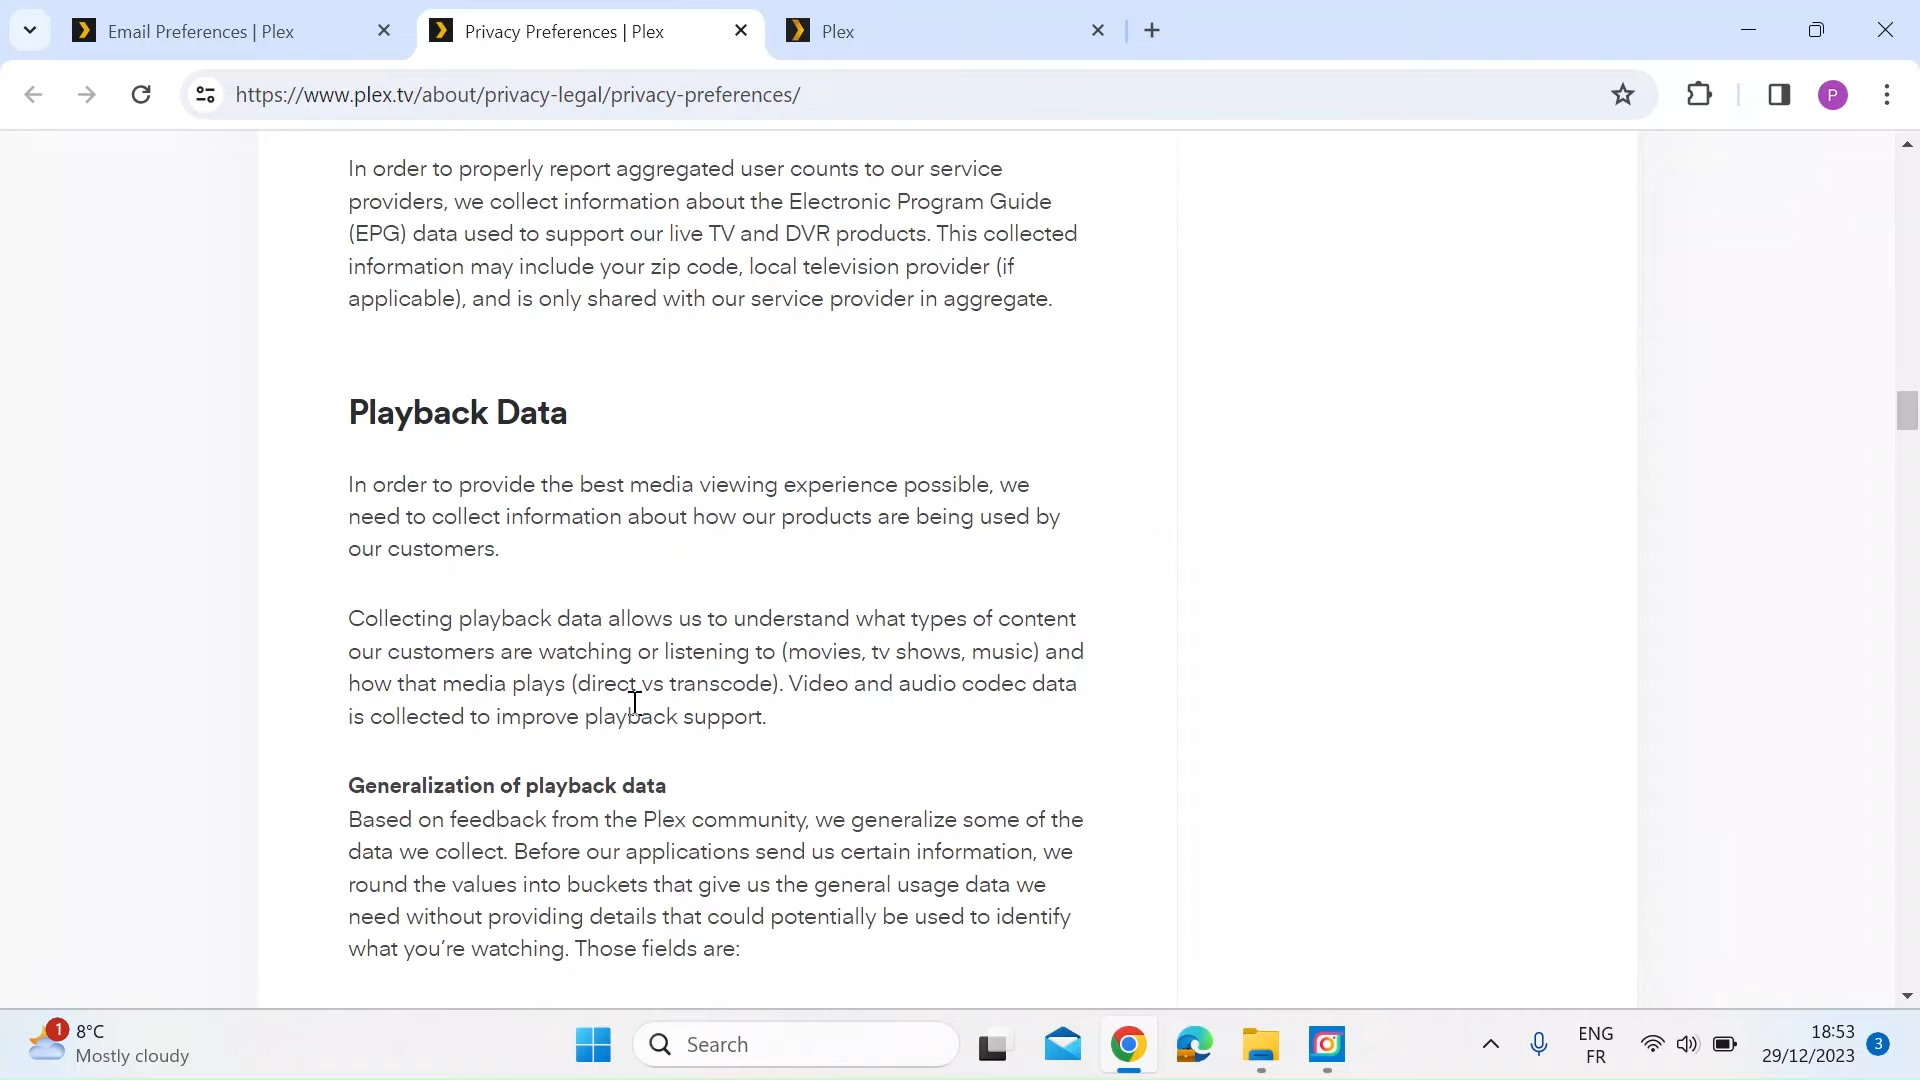 Email Preferences | Plex
Privacy Preferences | Plex
Plex
https://www.plex.tv/about/privacy-legal/privacy-preferences/
P
In order to properly report aggregated user counts to our service
providers, we collect information about the Electronic Program Guide
(EPG) data used to support our live TV and DVR products. This collected
information may include your zip code, local television provider (if
applicable), and is only shared with our service provider in aggregate.
Playback Data
In order to provide the best media viewing experience possible, we
need to collect information about how our products are being used by
our customers.
Collecting playback data allows us to understand what types of content
our customers are watching or listening to (movies, tv shows, music) and
how that media plays (direct vs transcode). Video and audio codec data
is collected to improve playback support.
Generalization of playback data
Based on feedback from the Plex community, we generalize some of the
data we collect. Before our applications send us certain information, we
round the values into buckets that give us the general usage data we
need without providing details that could potentially be used to identify
what you’re watching. Those fields are:
1
8°C
Mostly cloudy
Search
ENG
FR
18:53
29/12/2023
3